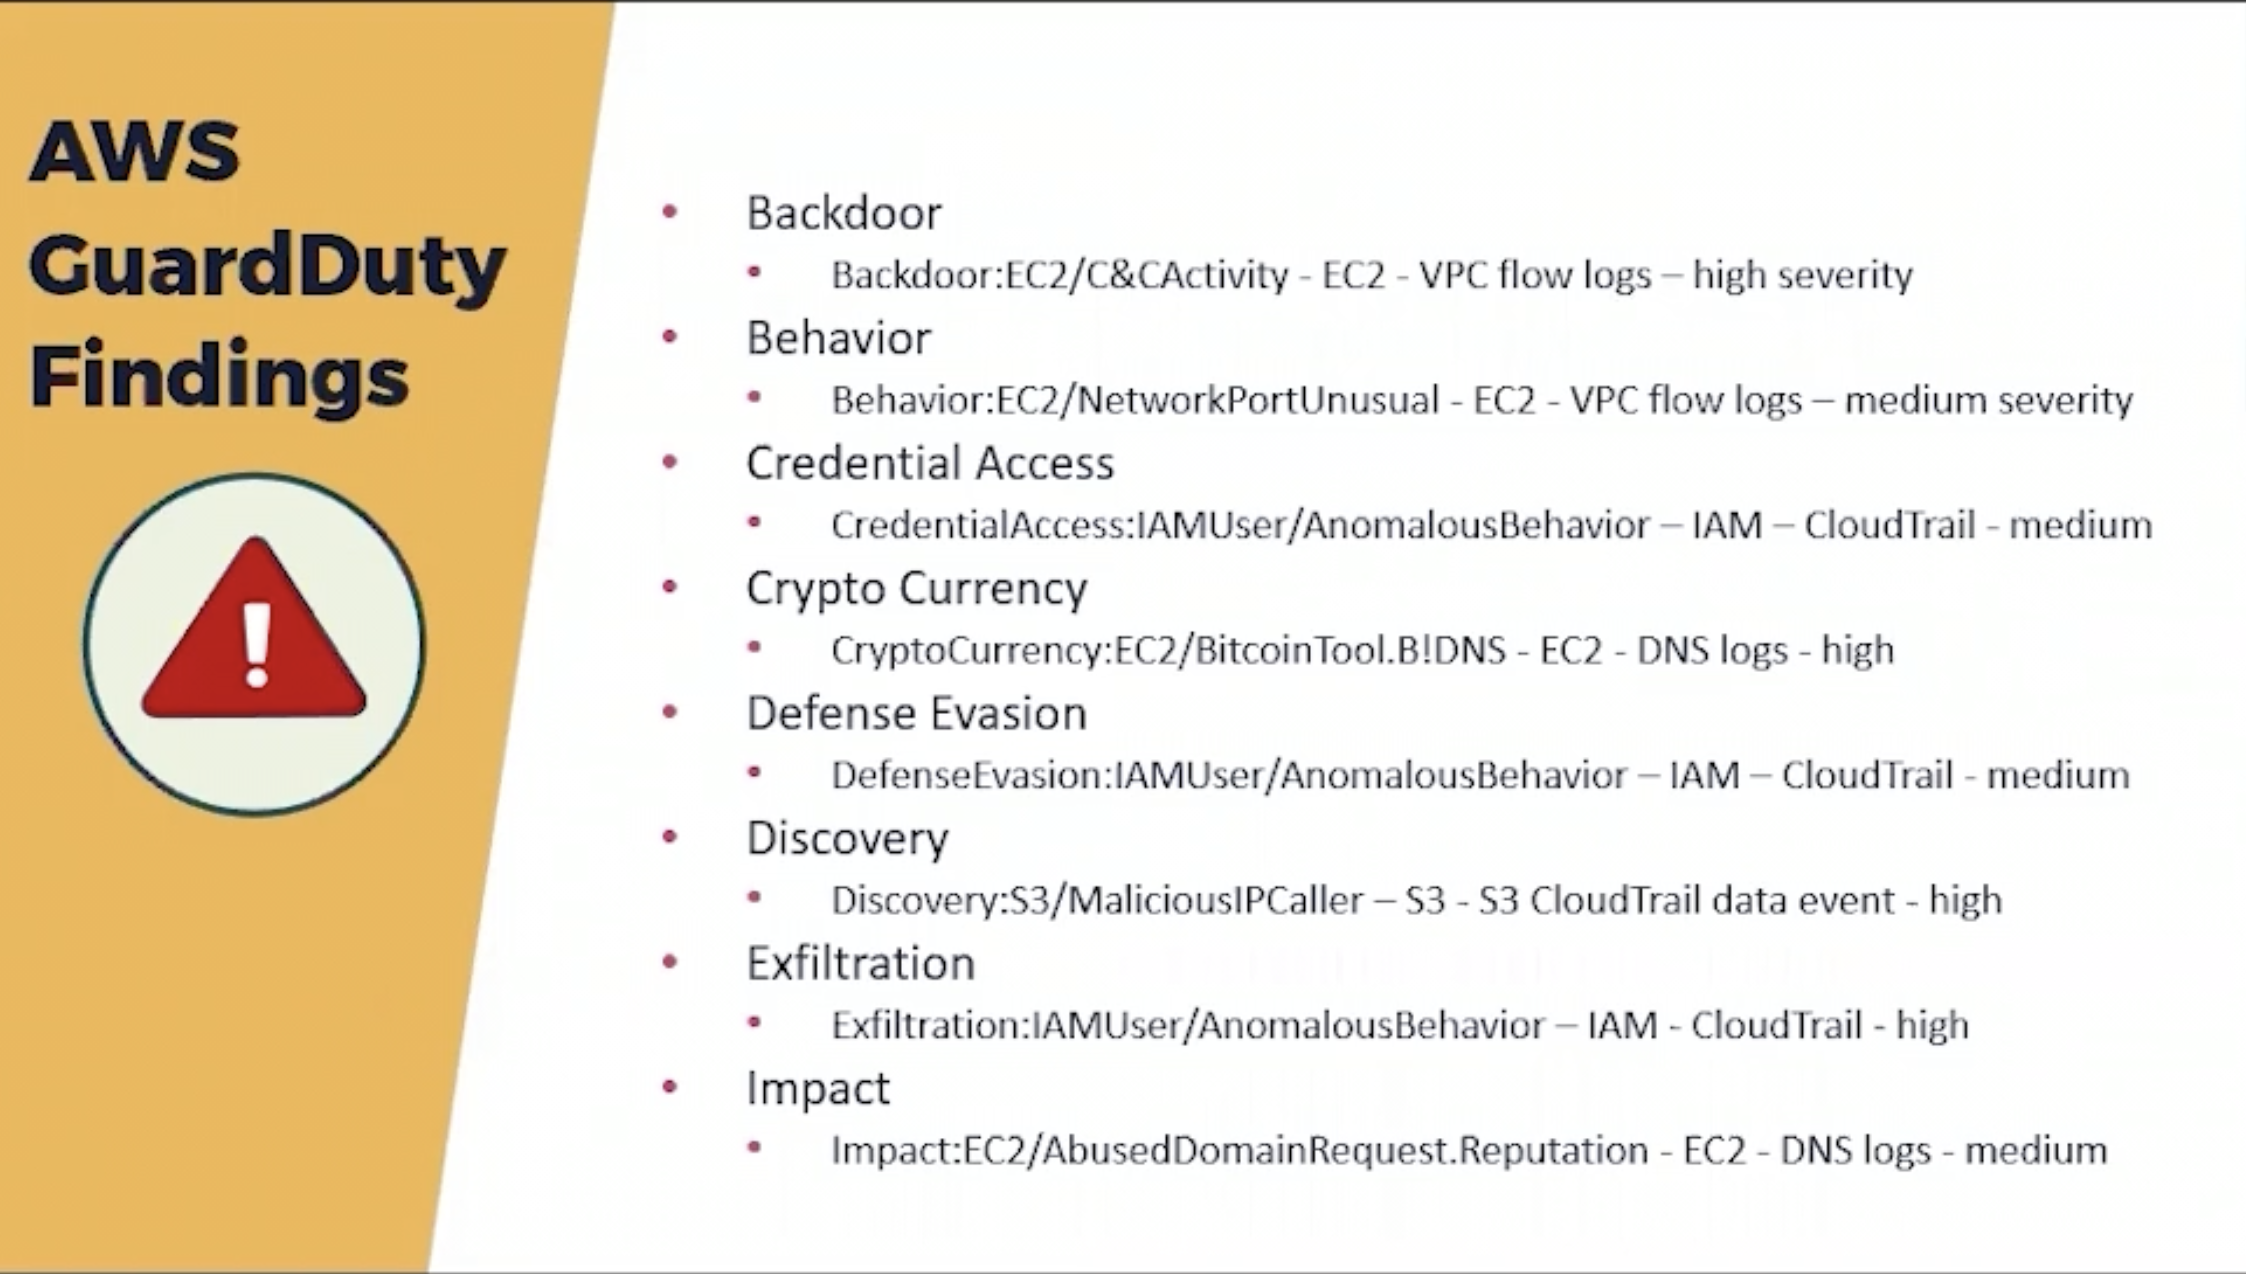 AWS
GuardDuty
Findings
Backdoor
Backdoor:EC2/C&CActivity - EC2 - VPC flow logs – high severity
Behavior
Behavior:EC2/NetworkPortUnusual - EC2 - VPC flow logs – medium severity
Credential Access
CredentialAccess:IAMUser/AnomalousBehavior – IAM – CloudTrail - medium
Crypto Currency
CryptoCurrency:EC2/BitcoinTool.B!DNS - EC2 - DNS logs - high
Defense Evasion
DefenseEvasion:IAMUser/AnomalousBehavior – IAM – CloudTrail - medium
Discovery
Discovery:S3/MaliciousIPCaller – S3 - S3 CloudTrail data event - high
Exfiltration
Exfiltration:IAMUser/AnomalousBehavior – IAM - CloudTrail - high
Impact
Impact:EC2/AbusedDomainRequest.Reputation - EC2 - DNS logs - medium